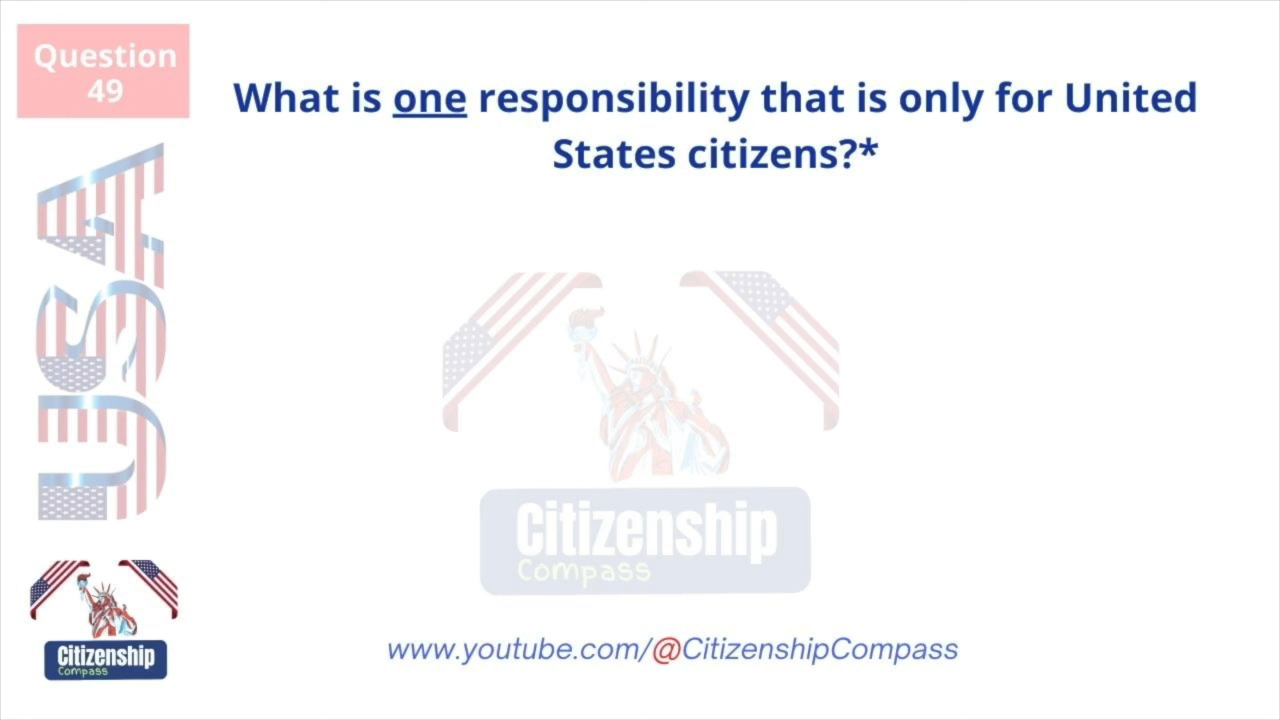 Question
49
What is one responsibility that is only for United
States citizens?*
USA
Citizenship
Compass
Citizenship
Compass
www.youtube.com/@CitizenshipCompass